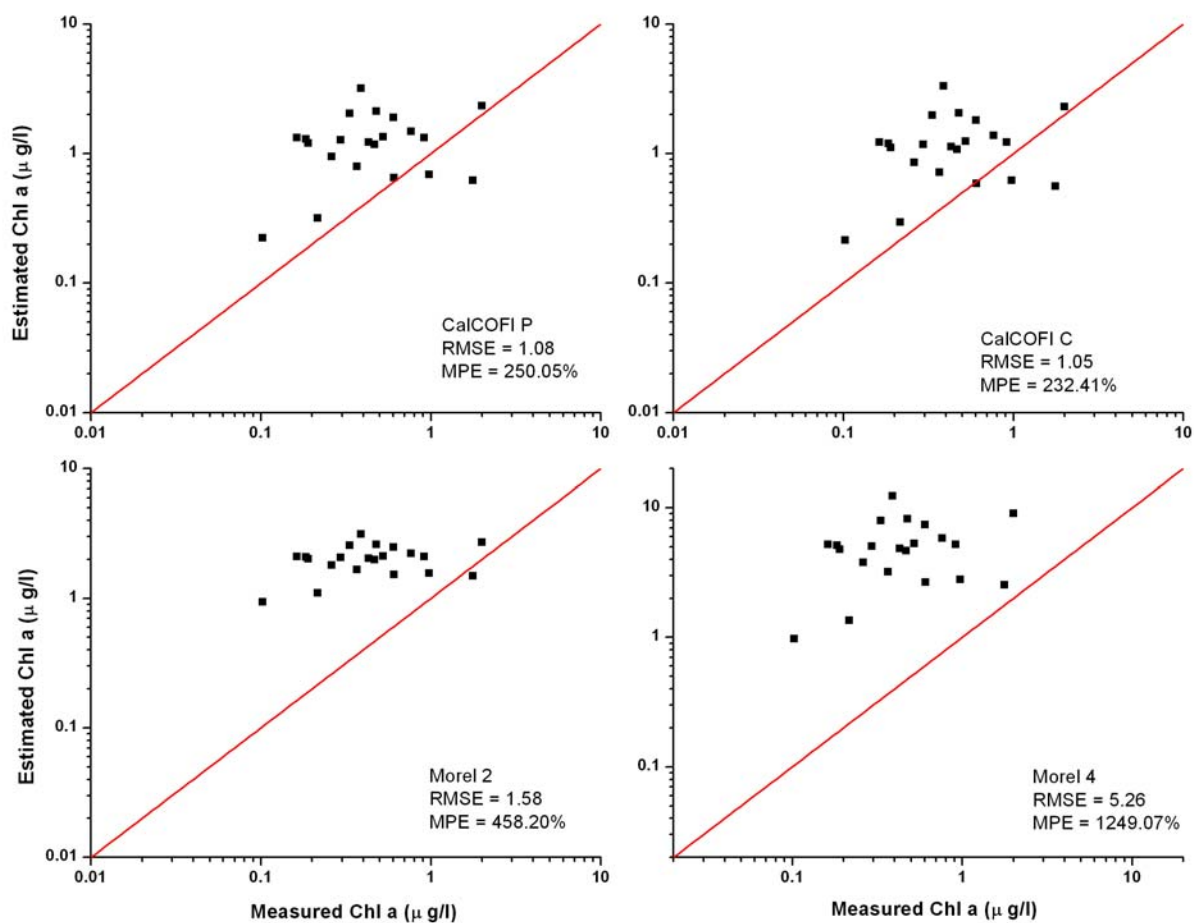 10
1
0.1
0.01
Estimated Chl a (μ g/l)
CalCOFI P
RMSE = 1.08
MPE = 250.05%
0.01
0.1
1
10
10
1
0.1
0.01
CalCOFI C
RMSE = 1.05
MPE = 232.41%
0.01
0.1
1
10
10
1
0.1
0.01
Estimated Chl a (μ g/l)
Morel 2
RMSE = 1.58
MPE = 458.20%
0.01
0.1
1
10
Measured Chl a (μ g/l)
10
1
0.1
Morel 4
RMSE = 5.26
MPE = 1249.07%
0.1
1
10
Measured Chl a (μ g/l)